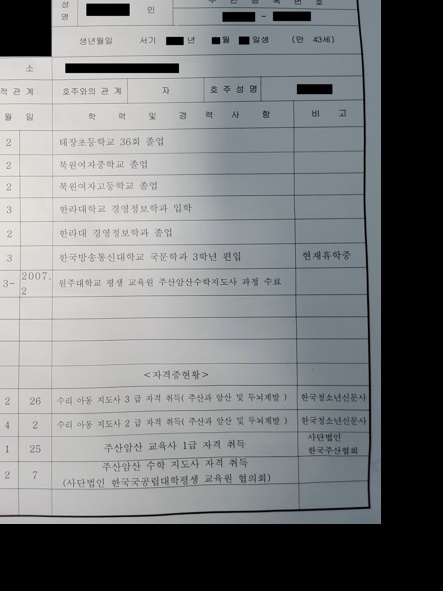 성
명
인
주 민 등 록 번 호
-
생년월일 서기 년 월 일생 (만 43세)
소
적 관 계 호주와의 관 계 자 호 주 성 명
월 일 학 력 및 경 력 사 항 비 고
2 태장초등학교 36회 졸업
2 북원여자중학교 졸업
2 북원여자고등학교 졸업
3 한라대학교 경영정보학과 입학
2 한라대 경영정보학과 졸업
3 한국방송통신대학교 국문학과 3학년 편입 현재휴학중
3- 2007.
2 원주대학교 평생 교육원 주산암산수학지도사 과정 수료
<자격증현황>
2 26 수리 아동 지도사 3 급 자격 취득( 주산과 암산 및 두뇌계발 ) 한국청소년신문사
4 2 수리 아동 지도사 2 급 자격 취득( 주산과 암산 및 두뇌계발 ) 한국청소년신문사
1 25 주산암산 교육사 1급 자격 취득 사단법인
한국주산협회
2 7 주산암산 수학 지도사 자격 취득
(사단법인 한국국공립대학평생 교육원 협의회)